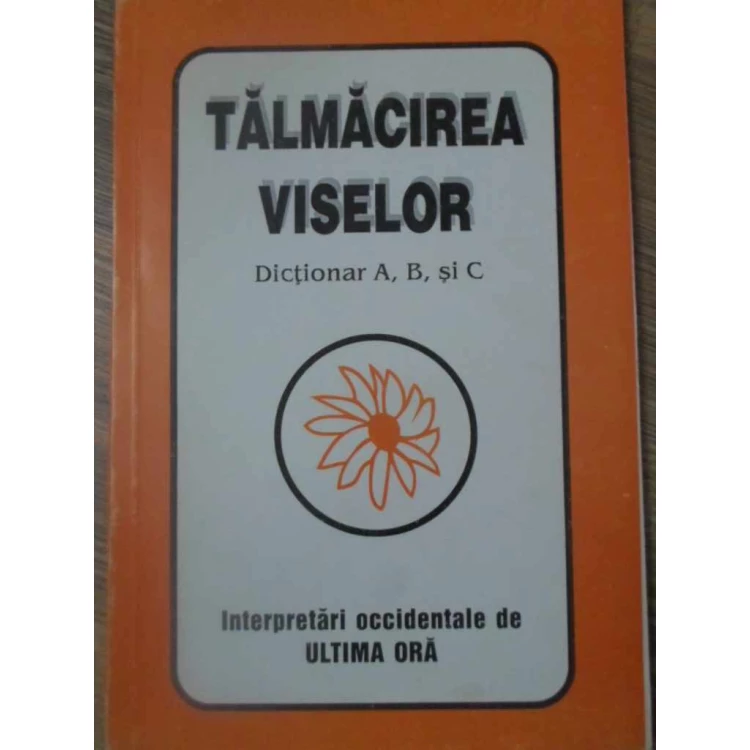 TĂLMĂCIREA
VISELOR
Dicţionar A, B, şi C
Interpretări occidentale de
ULTIMA ORĂ